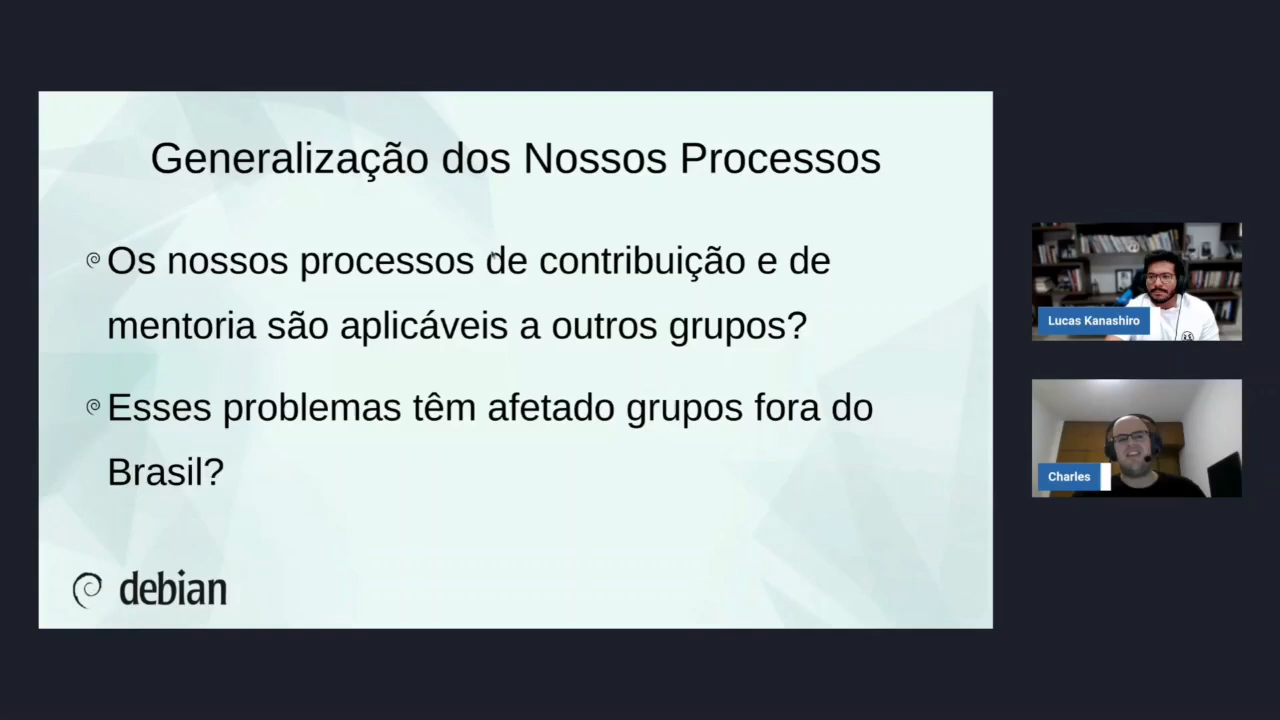 Generalização dos Nossos Processos
Os nossos processos de contribuição e de
mentoria são aplicáveis a outros grupos?
Esses problemas têm afetado grupos fora do
Brasil?
debian
Lucas Kanashiro
Charles